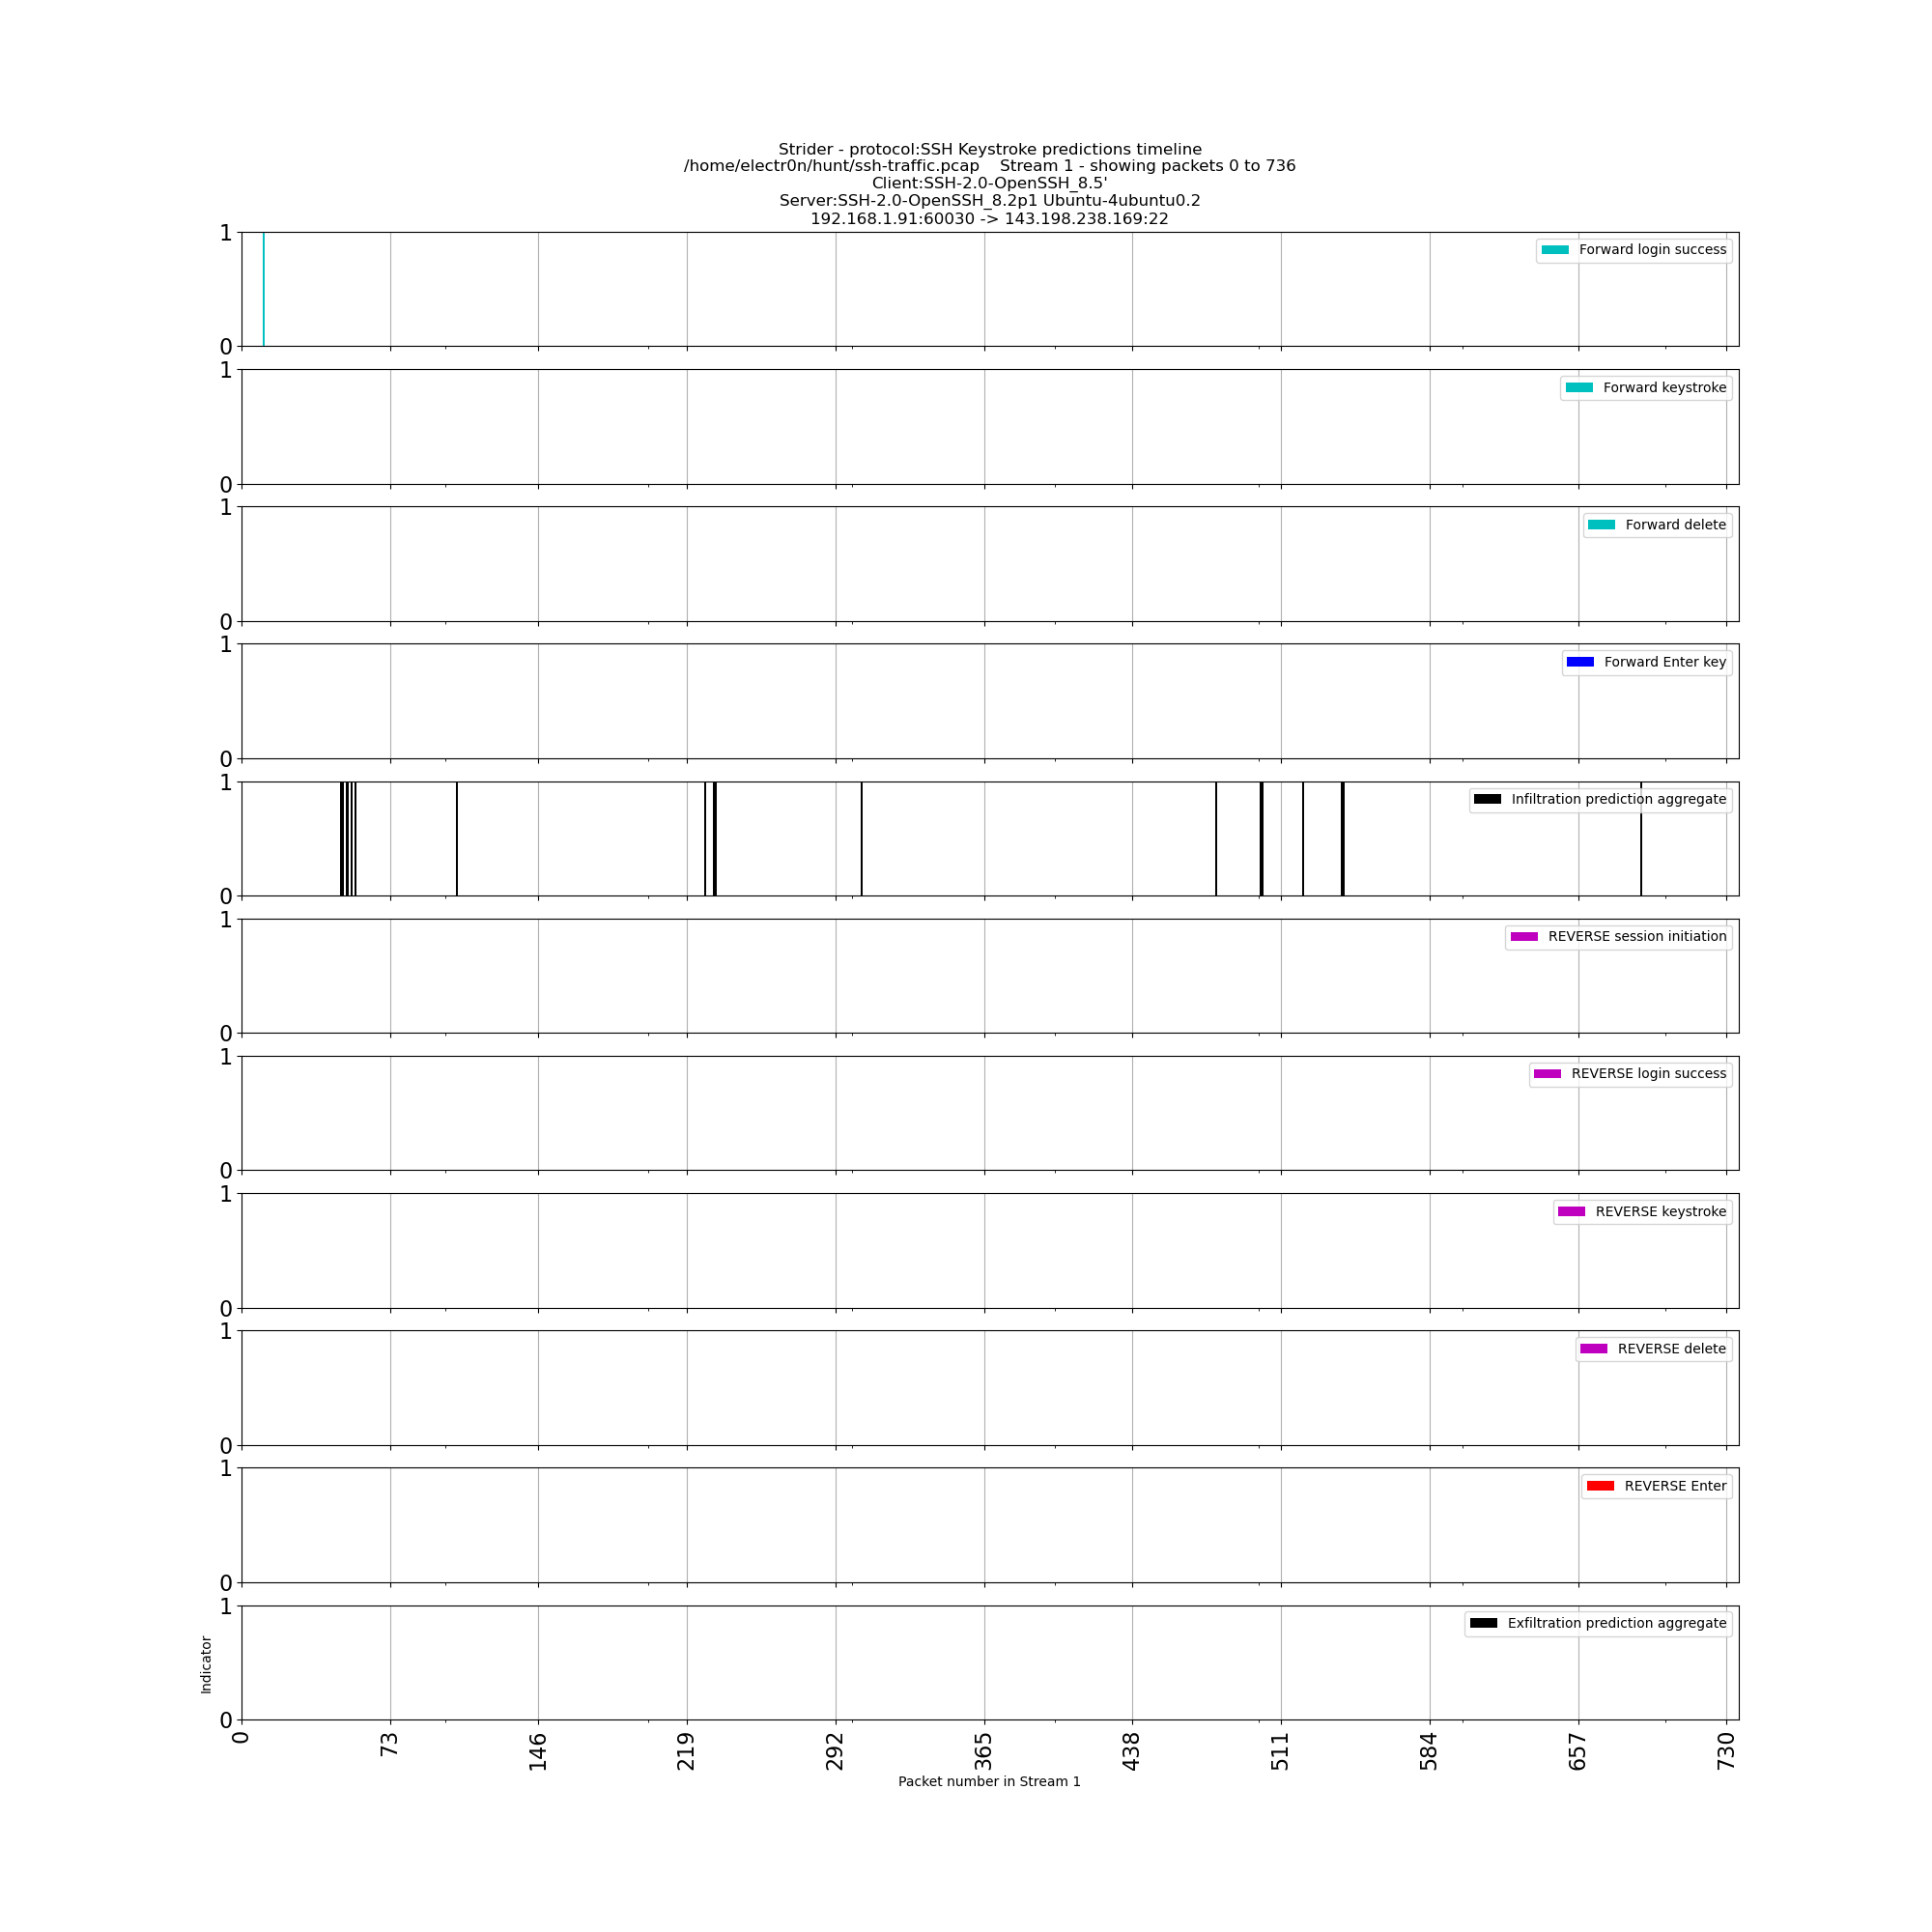 Strider - protocol:SSH Keystroke predictions timeline
/home/electr0n/hunt/ssh-traffic.pcap    Stream 1 - showing packets 0 to 736
Client:SSH-2.0-OpenSSH_8.5'
Server:SSH-2.0-OpenSSH_8.2p1 Ubuntu-4ubuntu0.2
192.168.1.91:60030 -> 143.198.238.169:22
1
Forward login success
0
1
Forward keystroke
0
1
Forward delete
0
1
Forward Enter key
0
1
Infiltration prediction aggregate
0
1
REVERSE session initiation
0
1
REVERSE login success
0
1
REVERSE keystroke
0
1
REVERSE delete
0
1
REVERSE Enter
0
1
Exfiltration prediction aggregate
Indicator
0
0 73 146 219 292 365 438 511 584 657 730
Packet number in Stream 1